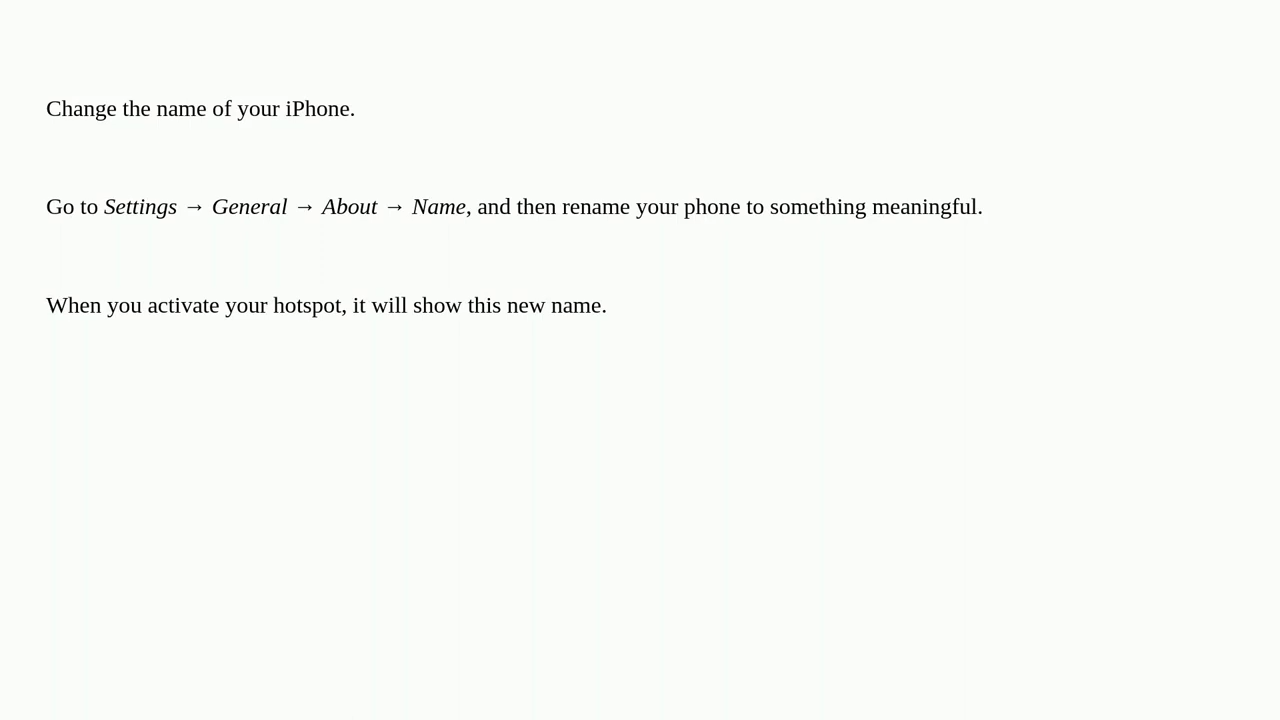 Change the name of your iPhone.
Go to Settings → General → About → Name, and then rename your phone to something meaningful.
When you activate your hotspot, it will show this new name.